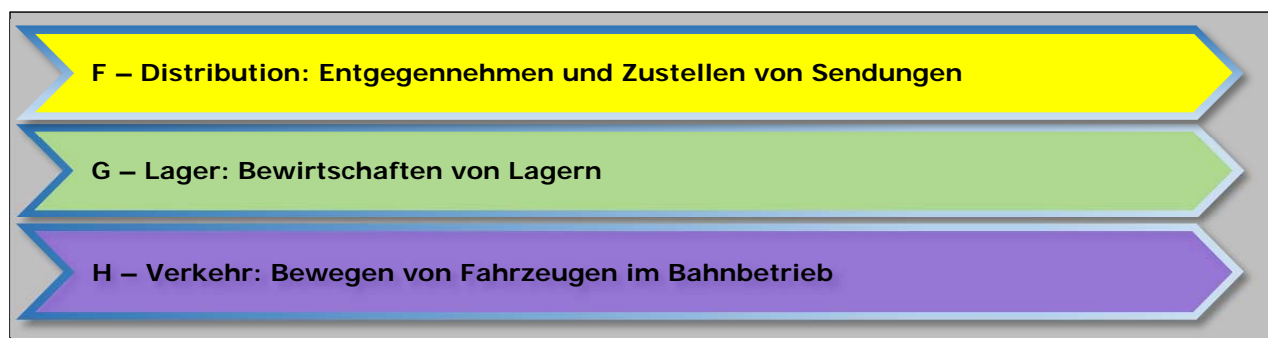 F – Distribution: Entgegennehmen und Zustellen von Sendungen
G – Lager: Bewirtschaften von Lagern
H – Verkehr: Bewegen von Fahrzeugen im Bahnbetrieb